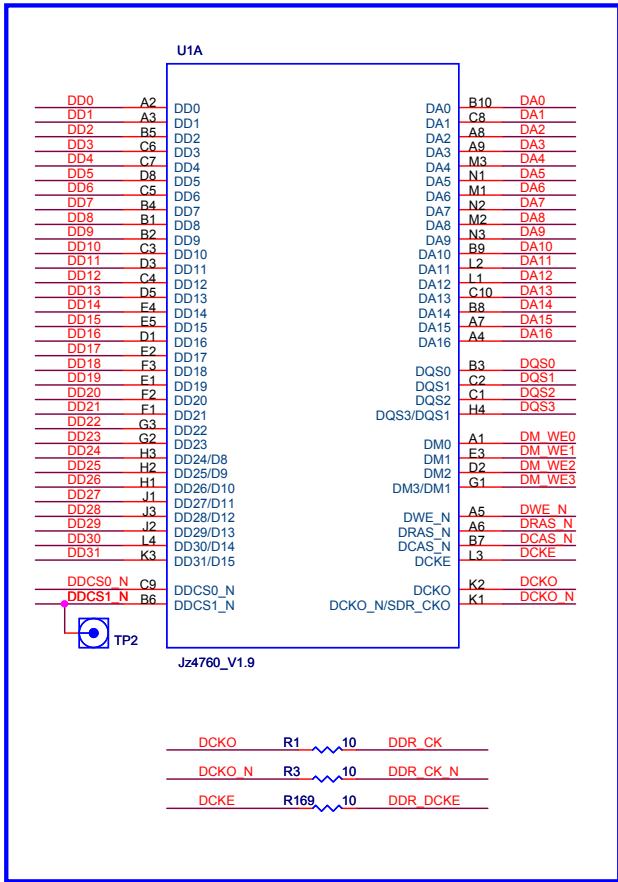 U1A
DD0 A2 DD0 DA0 B10 DA0
DD1 A3 DD1 DA1 C8 DA1
DD2 B5 DD2 DA2 A8 DA2
DD3 C6 DD3 DA3 A9 DA3
DD4 C7 DD4 DA4 M3 DA4
DD5 D8 DD5 DA5 N1 DA5
DD6 C5 DD6 DA6 M1 DA6
DD7 B4 DD7 DA7 N2 DA7
DD8 B1 DD8 DA8 M2 DA8
DD9 B2 DD9 DA9 N3 DA9
DD10 C3 DD10 DA10 B9 DA10
DD11 D3 DD11 DA11 L2 DA11
DD12 C4 DD12 DA12 L1 DA12
DD13 D5 DD13 DA13 C10 DA13
DD14 E4 DD14 DA14 B8 DA14
DD15 E5 DD15 DA15 A7 DA15
DD16 D1 DD16 DA16 A4 DA16
DD17 E2 DD17
DD18 F3 DD18 DQS0 B3 DQS0
DD19 E1 DD19 DQS1 C2 DQS1
DD20 F2 DD20 DQS2 C1 DQS2
DD21 F1 DD21 DQS3/DQS1 H4 DQS3
DD22 G3 DD22
DD23 G2 DD23 DM0 A1 DM_WE0
DD24 H3 DD24/D8 DM1 E3 DM_WE1
DD25 H2 DD25/D9 DM2 D2 DM_WE2
DD26 H1 DD26/D10 DM3/DM1 G1 DM_WE3
DD27 J1 DD27/D11
DD28 J3 DD28/D12 DWE_N A5 DWE_N
DD29 J2 DD29/D13 DRAS_N A6 DRAS_N
DD30 L4 DD30/D14 DCAS_N B7 DCAS_N
DD31 K3 DD31/D15 DCKE L3 DCKE
DDCS0_N C9 DDCS0_N DCKO K2 DCKO
DDCS1_N B6 DDCS1_N DCKO_N/SDR_CKO K1 DCKO_N
TP2
Jz4760_V1.9
DCKO R1 10 DDR_CK
DCKO_N R3 10 DDR_CK_N
DCKE R169 10 DDR_DCKE